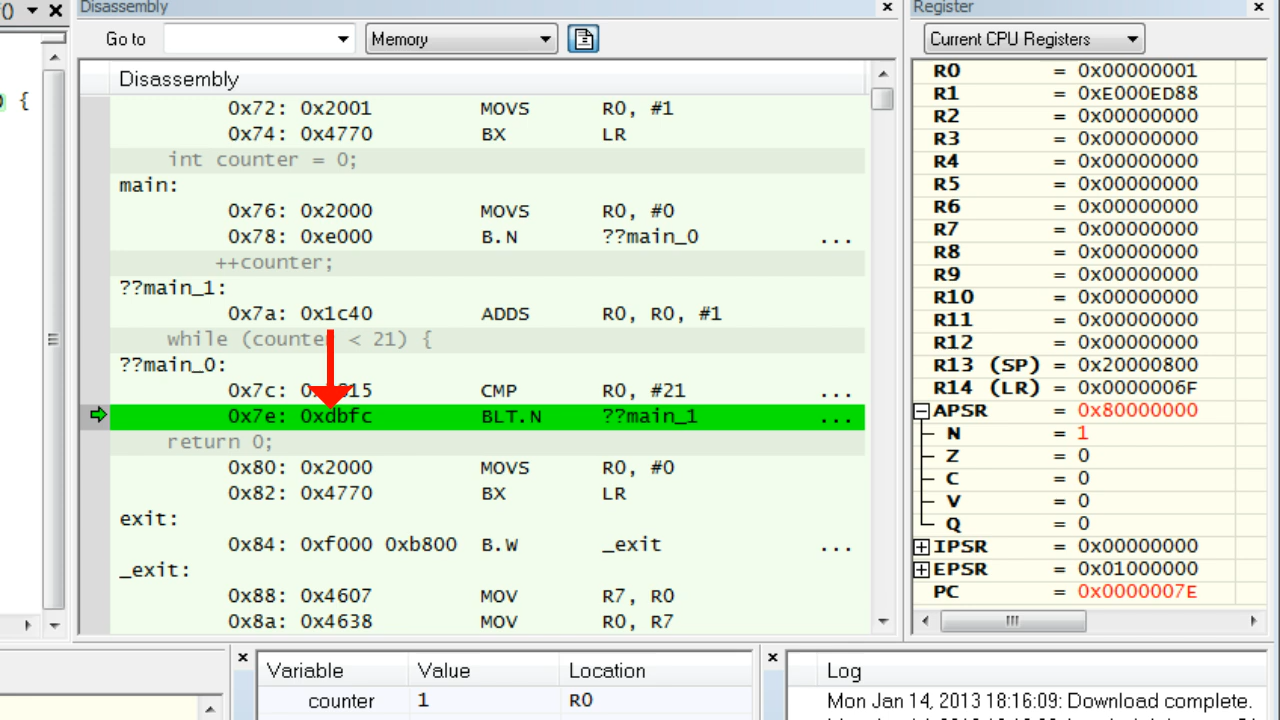 () Disassembly Register
Go to Memory Current CPU Registers
Disassembly
{
0x72: 0x2001 MOVS R0, #1
0x74: 0x4770 BX LR
int counter = 0;
main:
0x76: 0x2000 MOVS R0, #0
0x78: 0xe000 B.N ??main_0 ...
++counter;
??main_1:
0x7a: 0x1c40 ADDS R0, R0, #1
while (counter < 21) {
??main_0:
0x7c: CMP R0, #21 ...
0x7e: 0xdbfc BLT.N ??main_1 ...
return 0;
0x80: 0x2000 MOVS R0, #0
0x82: 0x4770 BX LR
exit:
0x84: 0xf000 0xb800 B.W _exit ...
_exit:
0x88: 0x4607 MOV R7, R0
0x8a: 0x4638 MOV R0, R7
R0 = 0x00000001
R1 = 0xE000ED88
R2 = 0x00000000
R3 = 0x00000000
R4 = 0x00000000
R5 = 0x00000000
R6 = 0x00000000
R7 = 0x00000000
R8 = 0x00000000
R9 = 0x00000000
R10 = 0x00000000
R11 = 0x00000000
R12 = 0x00000000
R13 (SP) = 0x20000800
R14 (LR) = 0x0000006F
APSR = 0x80000000
N = 1
Z = 0
C = 0
V = 0
Q = 0
IPSR = 0x00000000
EPSR = 0x01000000
PC = 0x0000007E
Variable Value Location
counter 1 R0
Log
Mon Jan 14, 2013 18:16:09: Download complete.